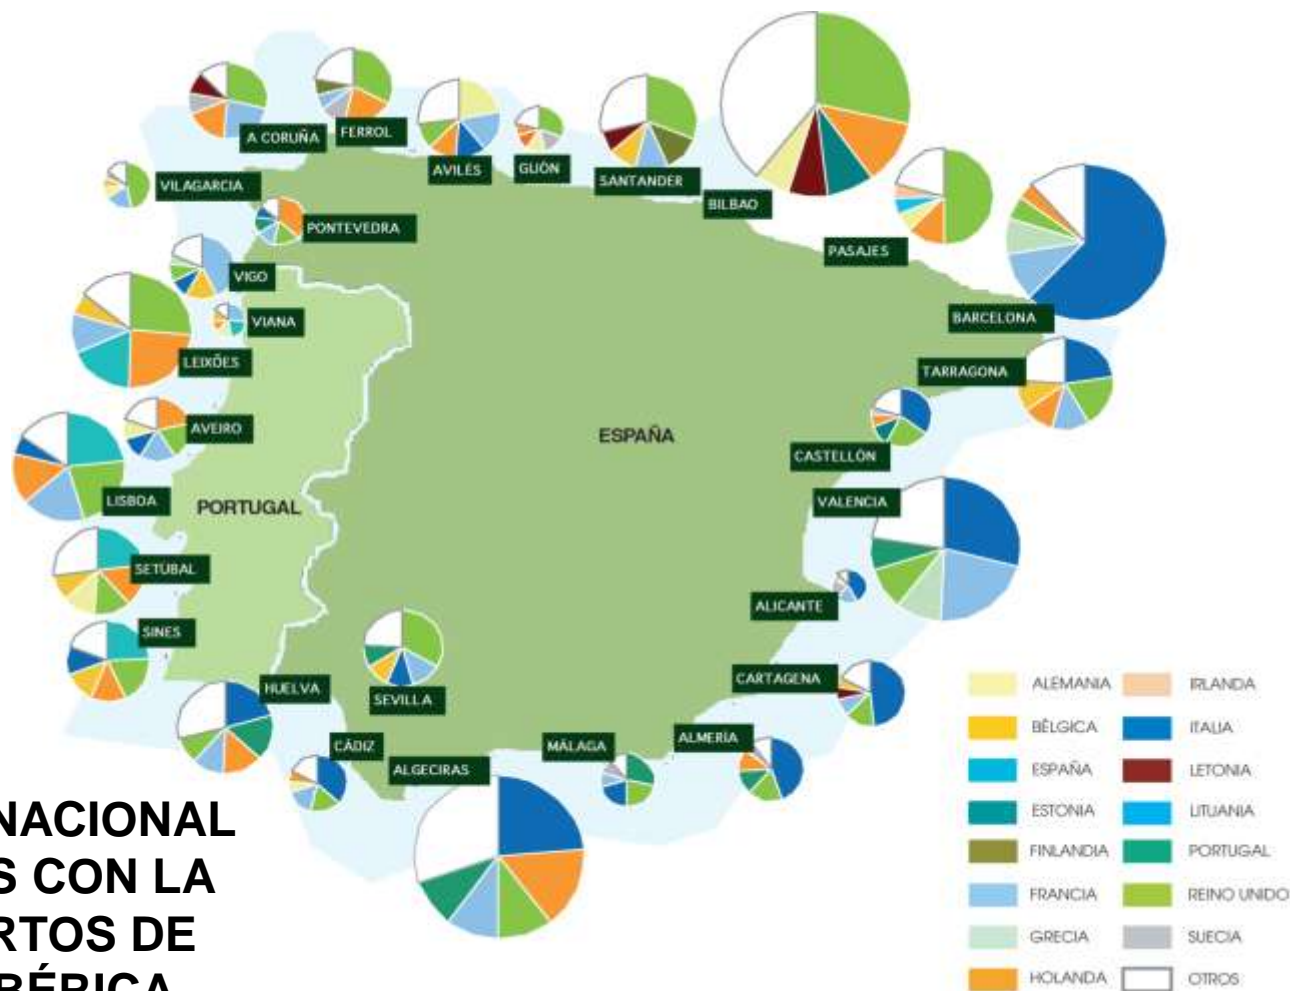 A CORUÑA
FERROL
AVILÉS
GIJÓN
SANTANDER
BILBAO
VILAGARCIA
PONTEVEDRA
PASAJES
VIGO
VIANA
BARCELONA
LEIXÕES
TARRAGONA
AVEIRO
ESPAÑA
CASTELLÓN
LISBOA
PORTUGAL
VALENCIA
SETÚBAL
ALICANTE
SINES
HUELVA
SEVILLA
CARTAGENA
CÁDIZ
ALGECIRAS
MÁLAGA
ALMERÍA
ALEMANIA IRLANDA
BÉLGICA ITALIA
ESPAÑA LETONIA
ESTONIA LITUANIA
FINLANDIA PORTUGAL
FRANCIA REINO UNIDO
GRECIA SUECIA
HOLANDA OTROS
NACIONAL
S CON LA
RTOS DE
BÉRICA